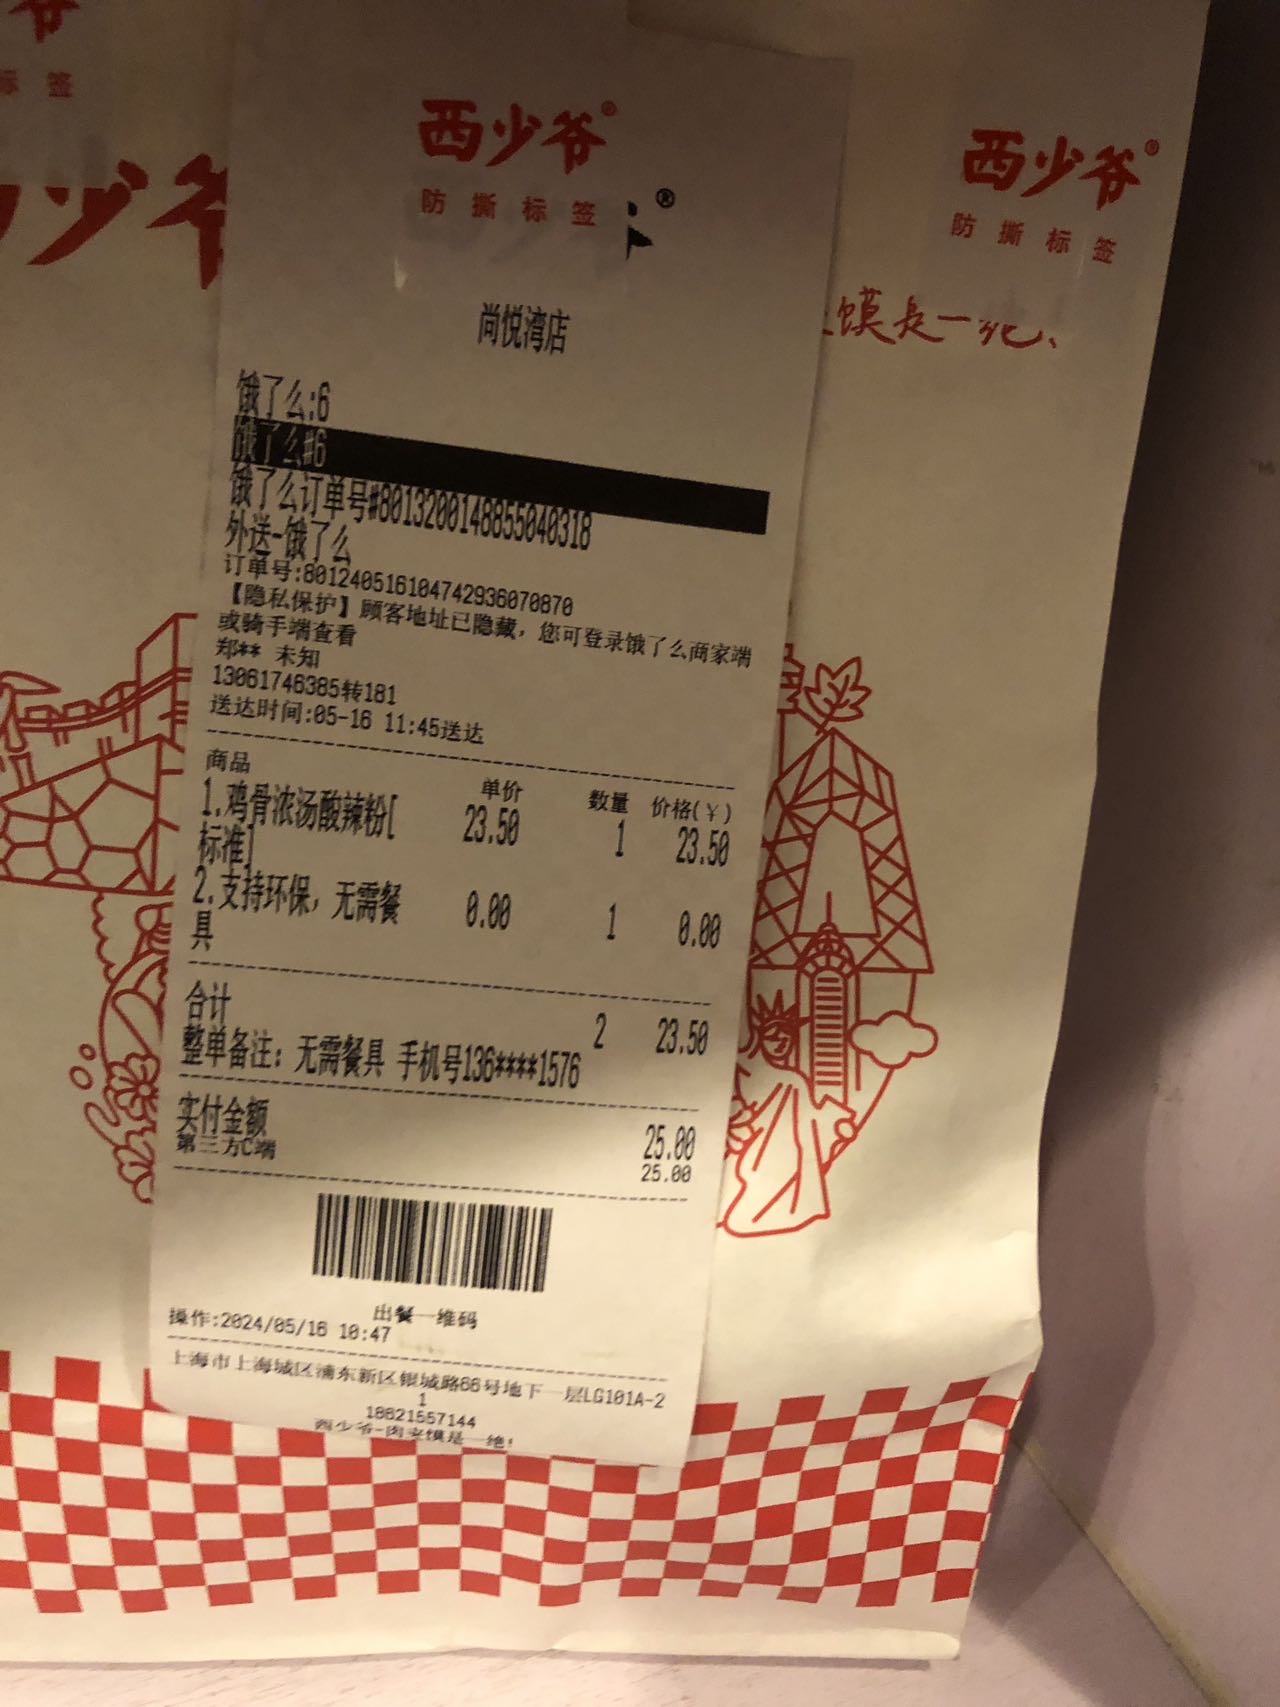 标签
西少爷®
防撕标签
®
西少爷®
防撕标签
馍是一绝、
少爷
尚悦湾店
饿了么:6
饿了么#6
饿了么订单号#8013200148855040318
外送-饿了么
订单号:801240516104742936070870
【隐私保护】顾客地址已隐藏，您可登录饿了么商家端
或骑手端查看
郑** 未知
13061746385转181
送达时间:05-16 11:45送达
商品 单价 数量 价格(￥)
1.鸡骨浓汤酸辣粉[ 23.50 1 23.50
标准]
2.支持环保，无需餐 0.00 1 0.00
具
合计 2 23.50
整单备注：无需餐具 手机号136****1576
实付金额 25.00
第三方C端 25.00
出餐一维码
操作:2024/05/16 10:47
上海市上海城区浦东新区银城路66号地下一层LG101A-2
1
18621557144
西少爷-肉夹馍是一绝!